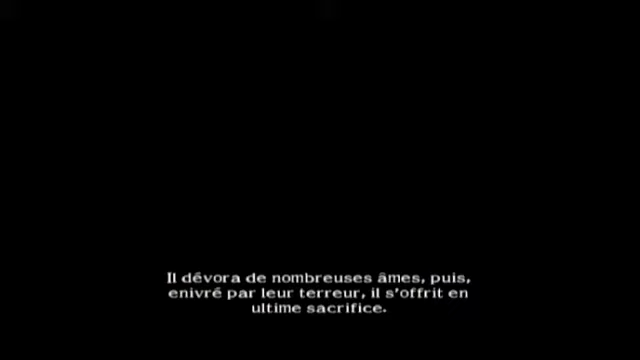 Il dévora de nombreuses âmes, puis,
enivré par leur terreur, il s'offrit en
ultime sacrifice.